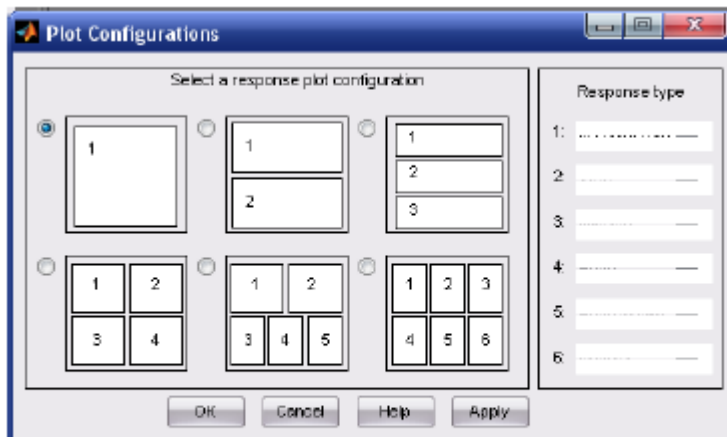 Plot Configurations
Select a response plot configuration
Response type
1
1
2
1
2
3
1 2
3 4
1 2
3 4 5
1 2 3
4 5 6
1:
2:
3:
4:
5:
6:
OK Cancel Help Apply